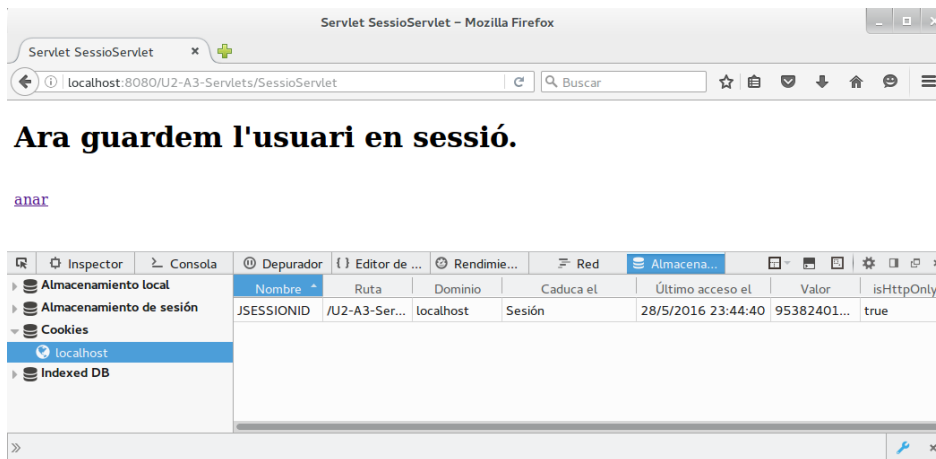 Servlet SessioServlet – Mozilla Firefox
Servlet SessioServlet
localhost:8080/U2-A3-Servlets/SessioServlet Buscar
Ara guardem l'usuari en sessió.
anar
Inspector Consola Depurador Editor de ... Rendimie... Red Almacena...
Almacenamiento local Nombre Ruta Dominio Caduca el Último acceso el Valor isHttpOnly
Almacenamiento de sesión JSESSIONID /U2-A3-Ser... localhost Sesión 28/5/2016 23:44:40 95382401... true
Cookies
localhost
Indexed DB